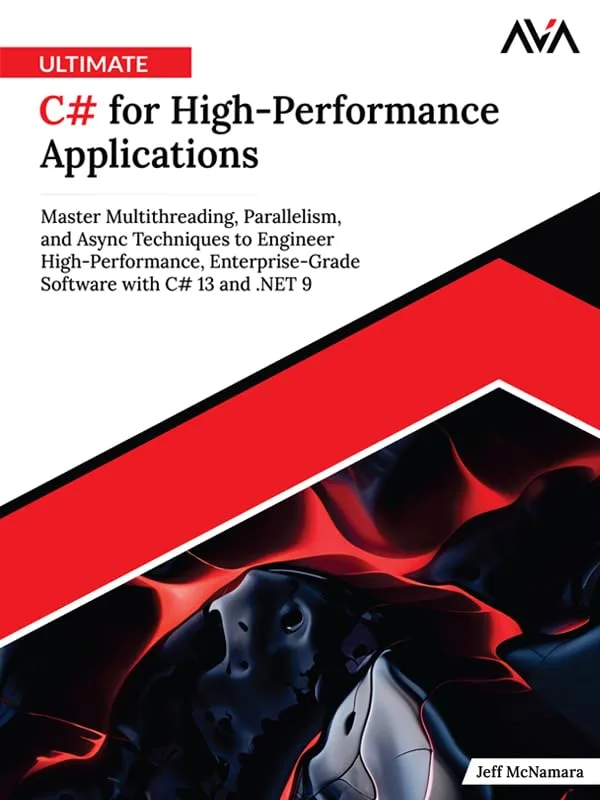 AVA
ULTIMATE
C# for High-Performance
Applications
Master Multithreading, Parallelism,
and Async Techniques to Engineer
High-Performance, Enterprise-Grade
Software with C# 13 and .NET 9
Jeff McNamara